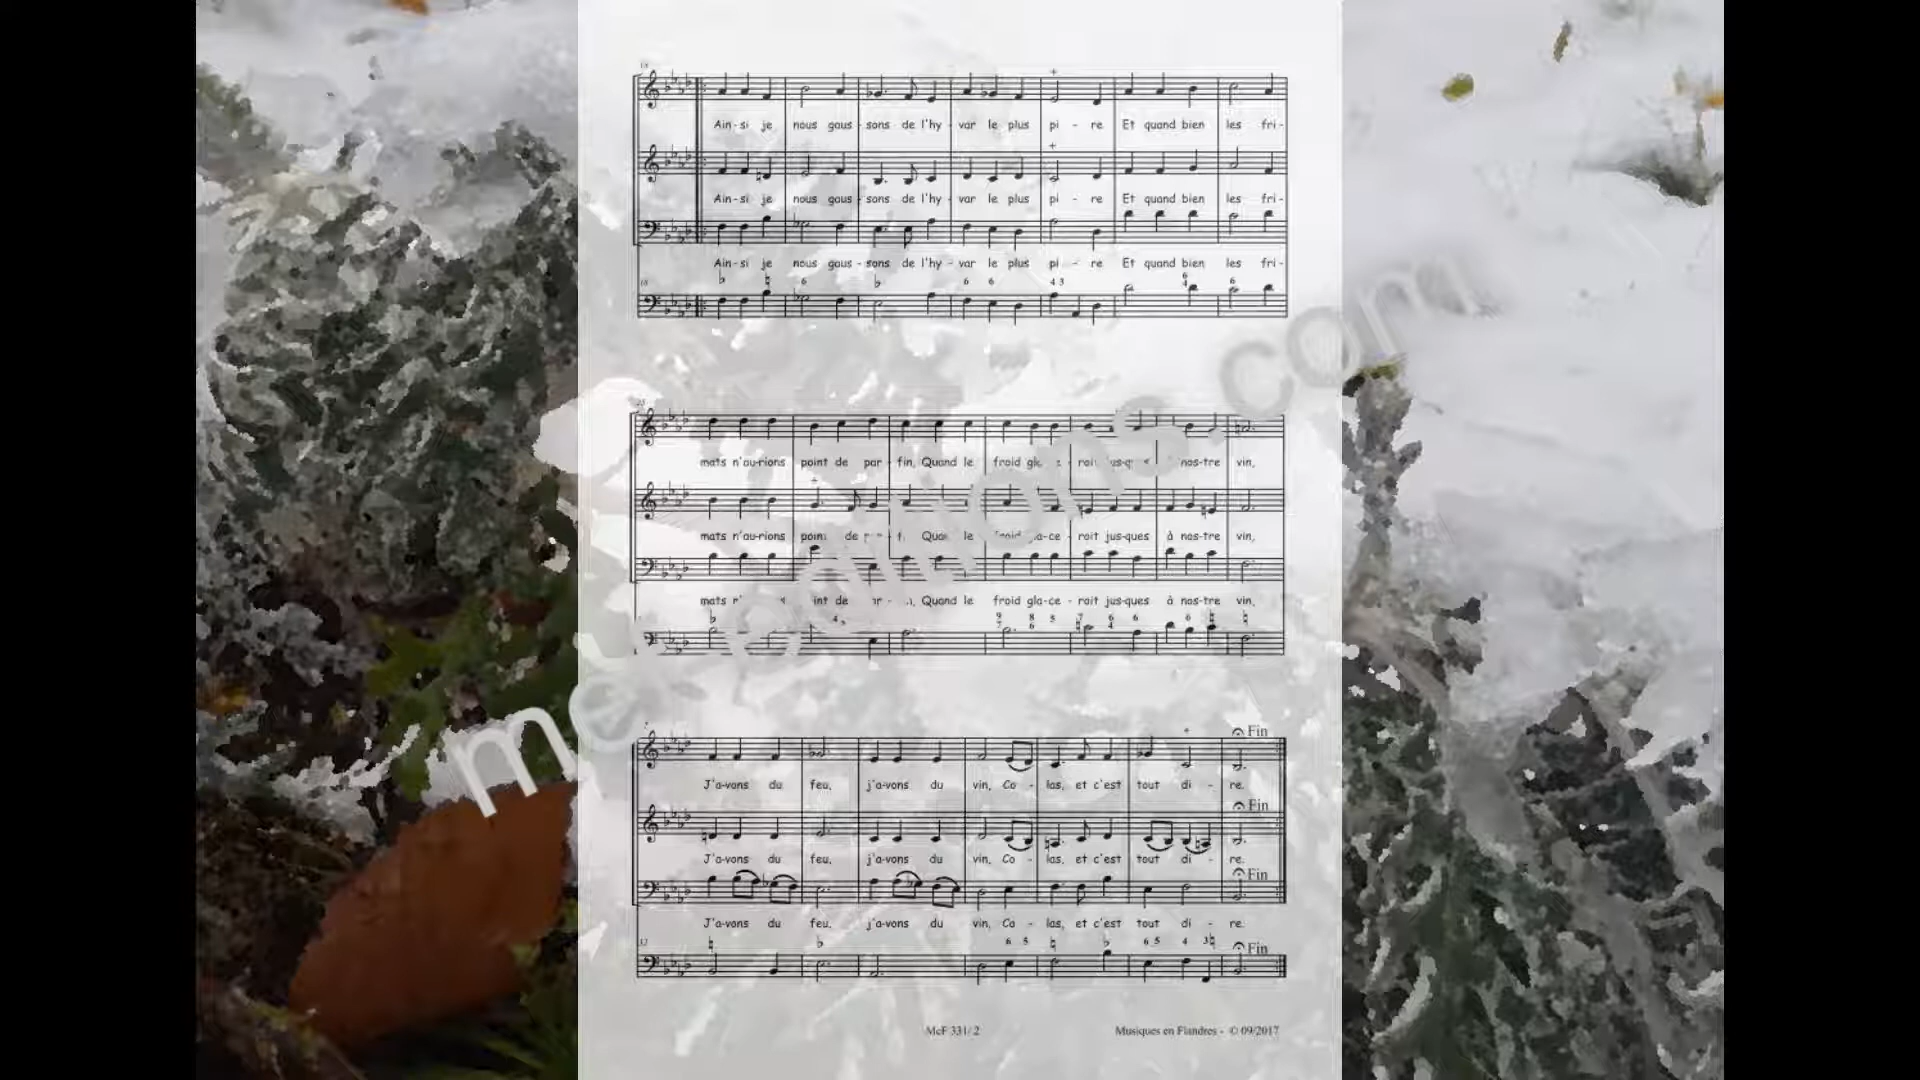 18
Ain-si je nous gaus - sons de l'hy - var le plus pi - re Et quand bien les fri-
Ain-si je nous gaus - sons de l'hy - var le plus pi - re Et quand bien les fri-
Ain-si je nous gaus - sons de l'hy - var le plus pi - re Et quand bien les fri-
18
mats n'au-rions point de par - fin, Quand le froid nos-tre vin,
mats n'au-rions point de le roit jus-ques à nos-tre vin,
mats de Quand le froid gla-ce - roit jus-ques à nos-tre vin,
Fin
J'a-vons du feu, j'a-vons du vin, Co - las, et c'est tout di - re.
Fin
J'a-vons du feu, j'a-vons du vin, Co - las, et c'est tout di - re.
Fin
J'a-vons du feu, j'a-vons du vin, Co - las, et c'est tout di - re.
32
Fin
McF 331/ 2
Musiques en Flandres - © 09/2017